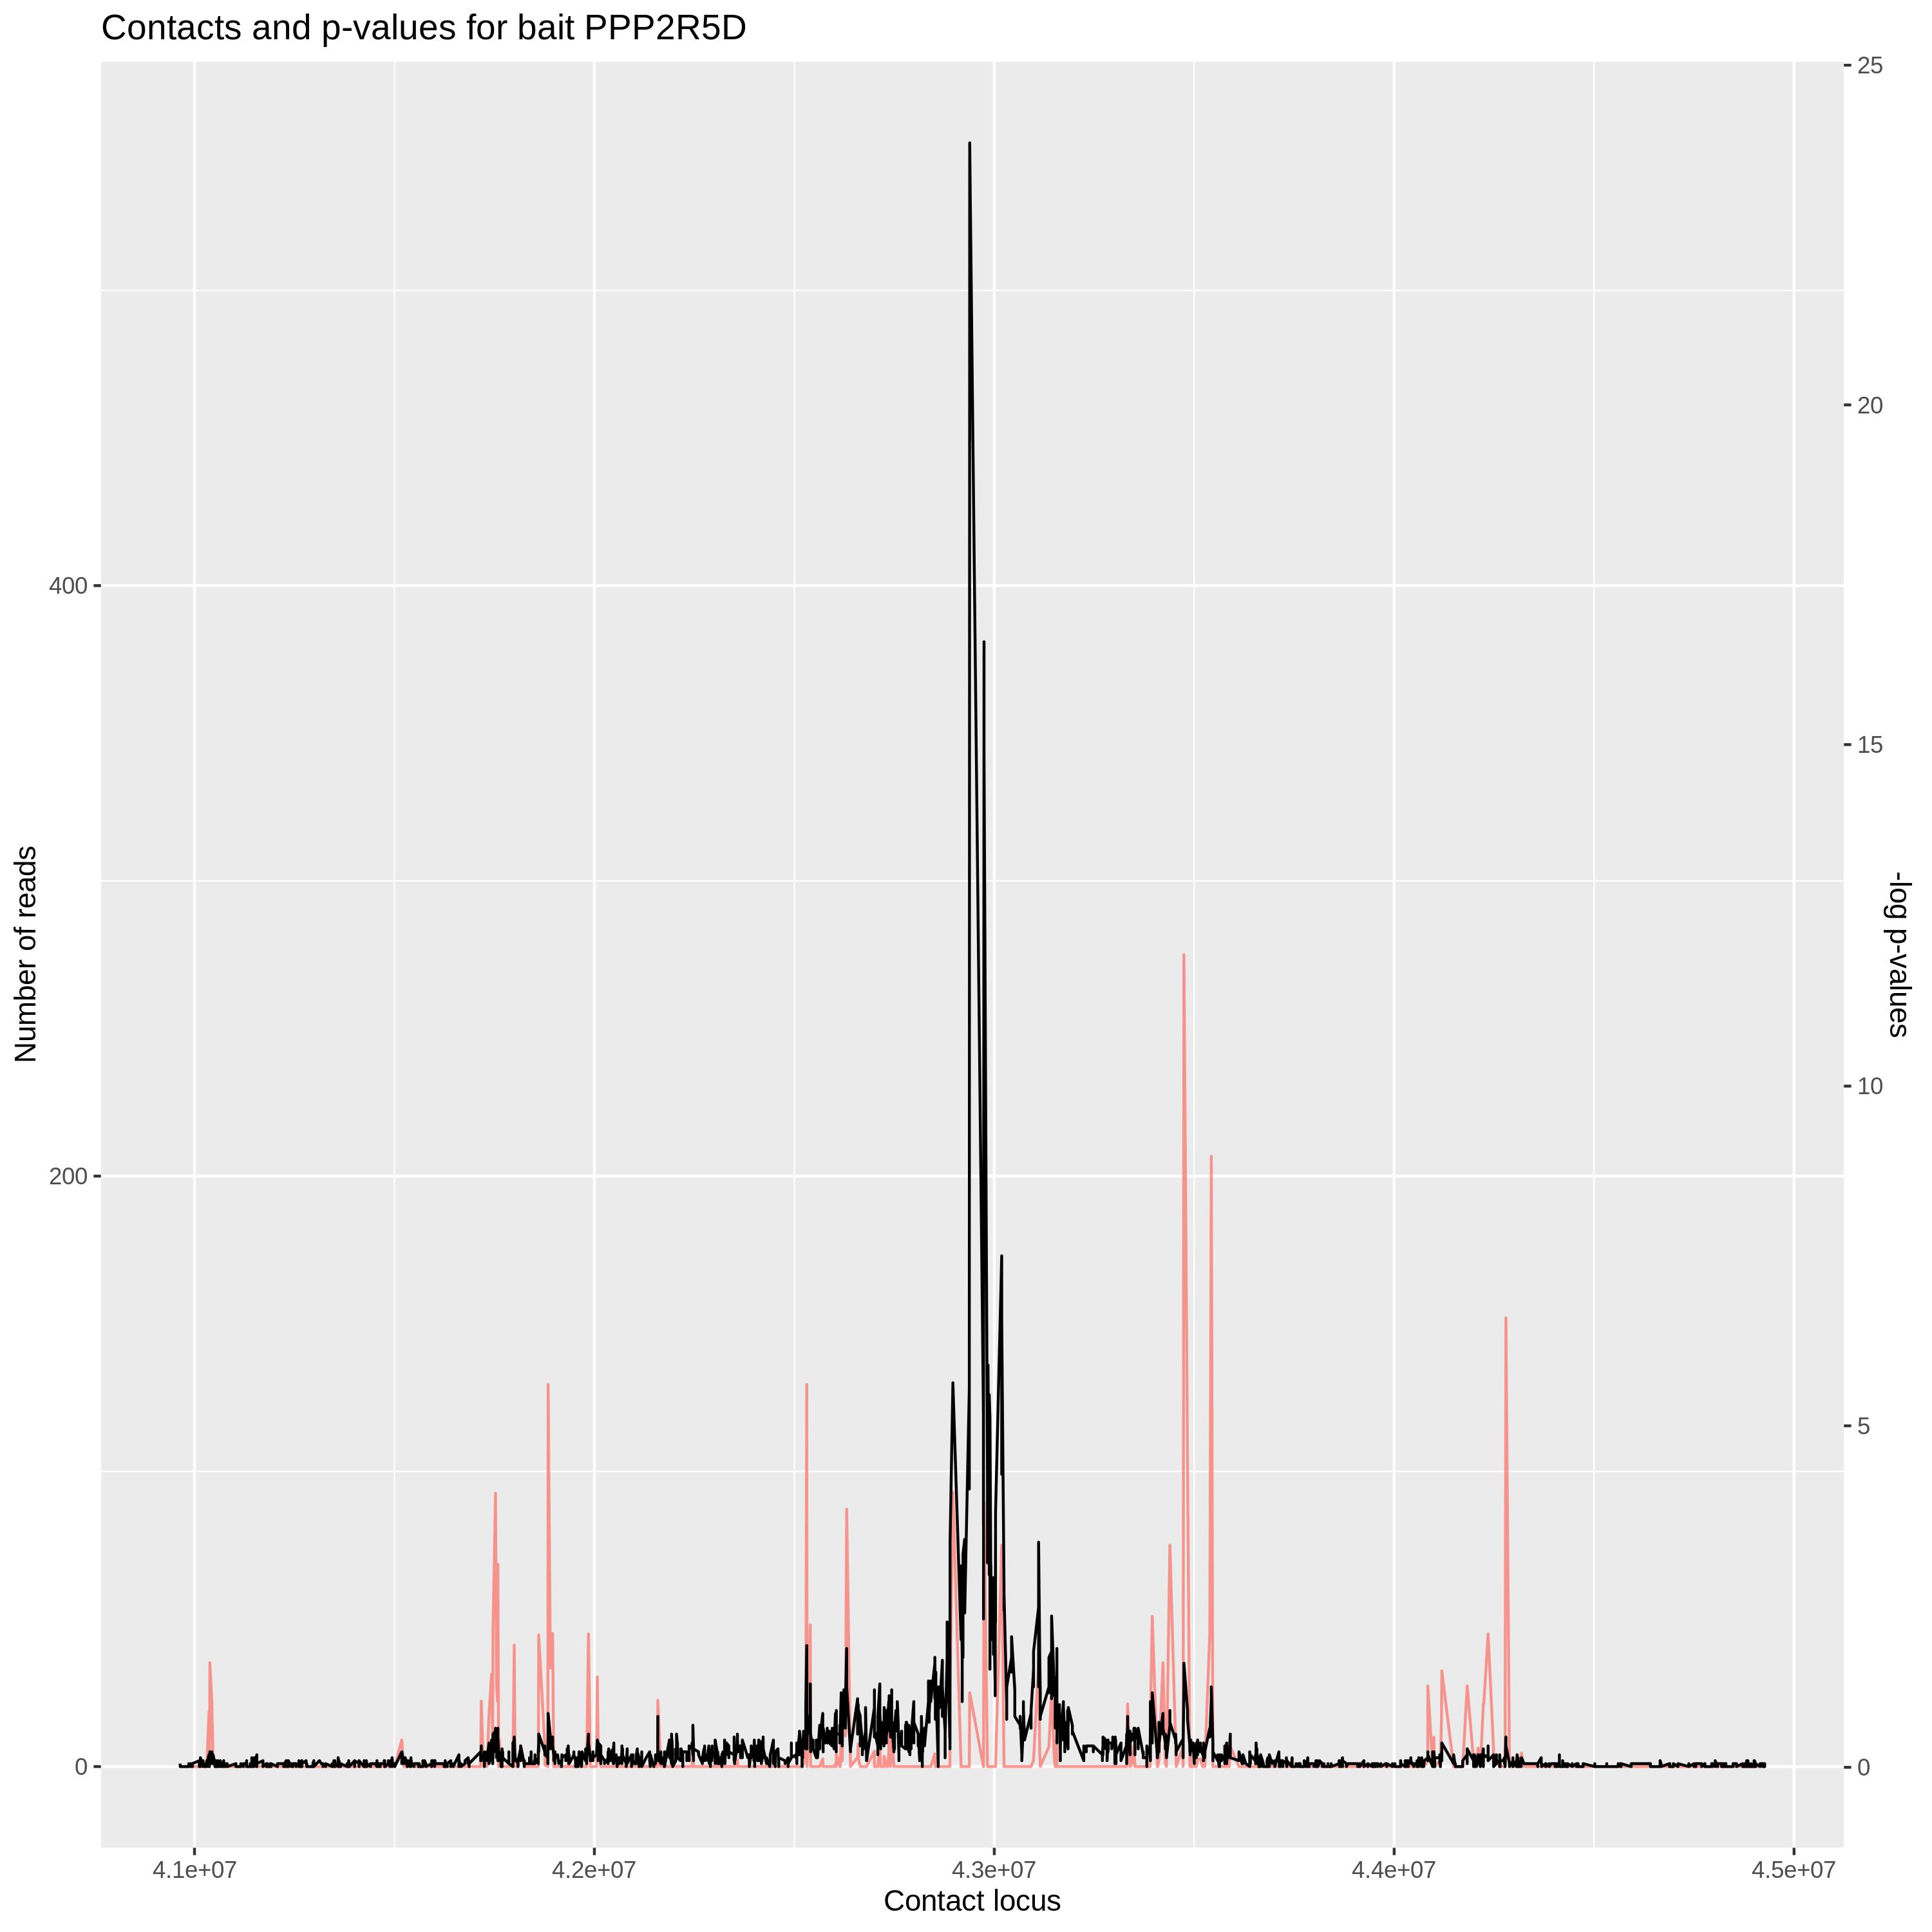 Contacts and p-values for bait PPP2R5D
25
20
15
10
5
0
400
200
0
Number of reads
-log p-values
4.1e+07
4.2e+07
4.3e+07
4.4e+07
4.5e+07
Contact locus